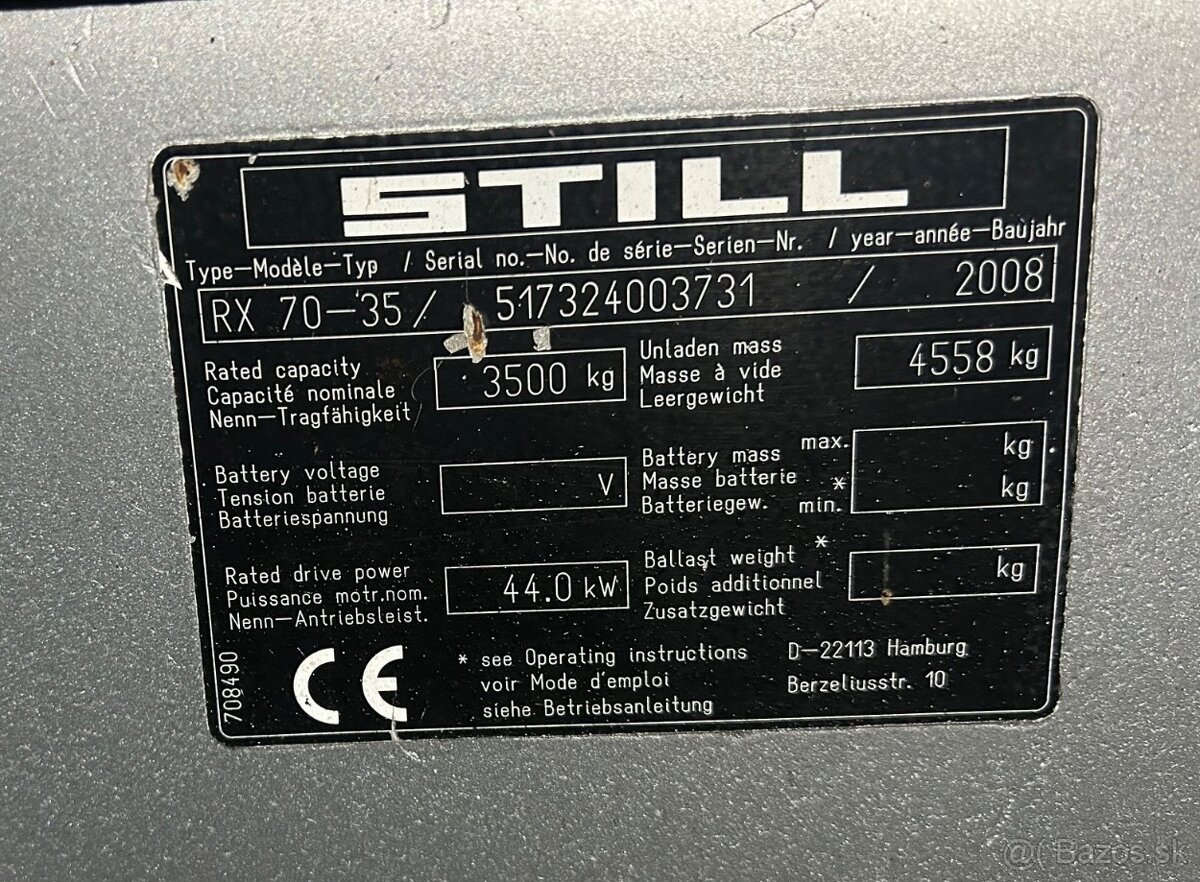 STILL
Type-Modèle-Typ / Serial no.-No. de série-Serien-Nr. / year-année-Baujahr
RX 70-35/ 517324003731 / 2008
Rated capacity
Capacité nominale
Nenn-Tragfähigkeit
3500 kg
Unladen mass
Masse à vide
Leergewicht
4558 kg
Battery voltage
Tension batterie
Batteriespannung
V
Battery mass max.
Masse batterie *
Batteriegew. min.
kg
kg
Rated drive power
Puissance motr.nom.
Nenn-Antriebsleist.
44.0 kW
Ballast weight *
Poids additionnel
Zusatzgewicht
kg
708490
CE
* see Operating instructions
voir Mode d'emploi
siehe Betriebsanleitung
D-22113 Hamburg
Berzeliusstr. 10
@( Bazos.sk